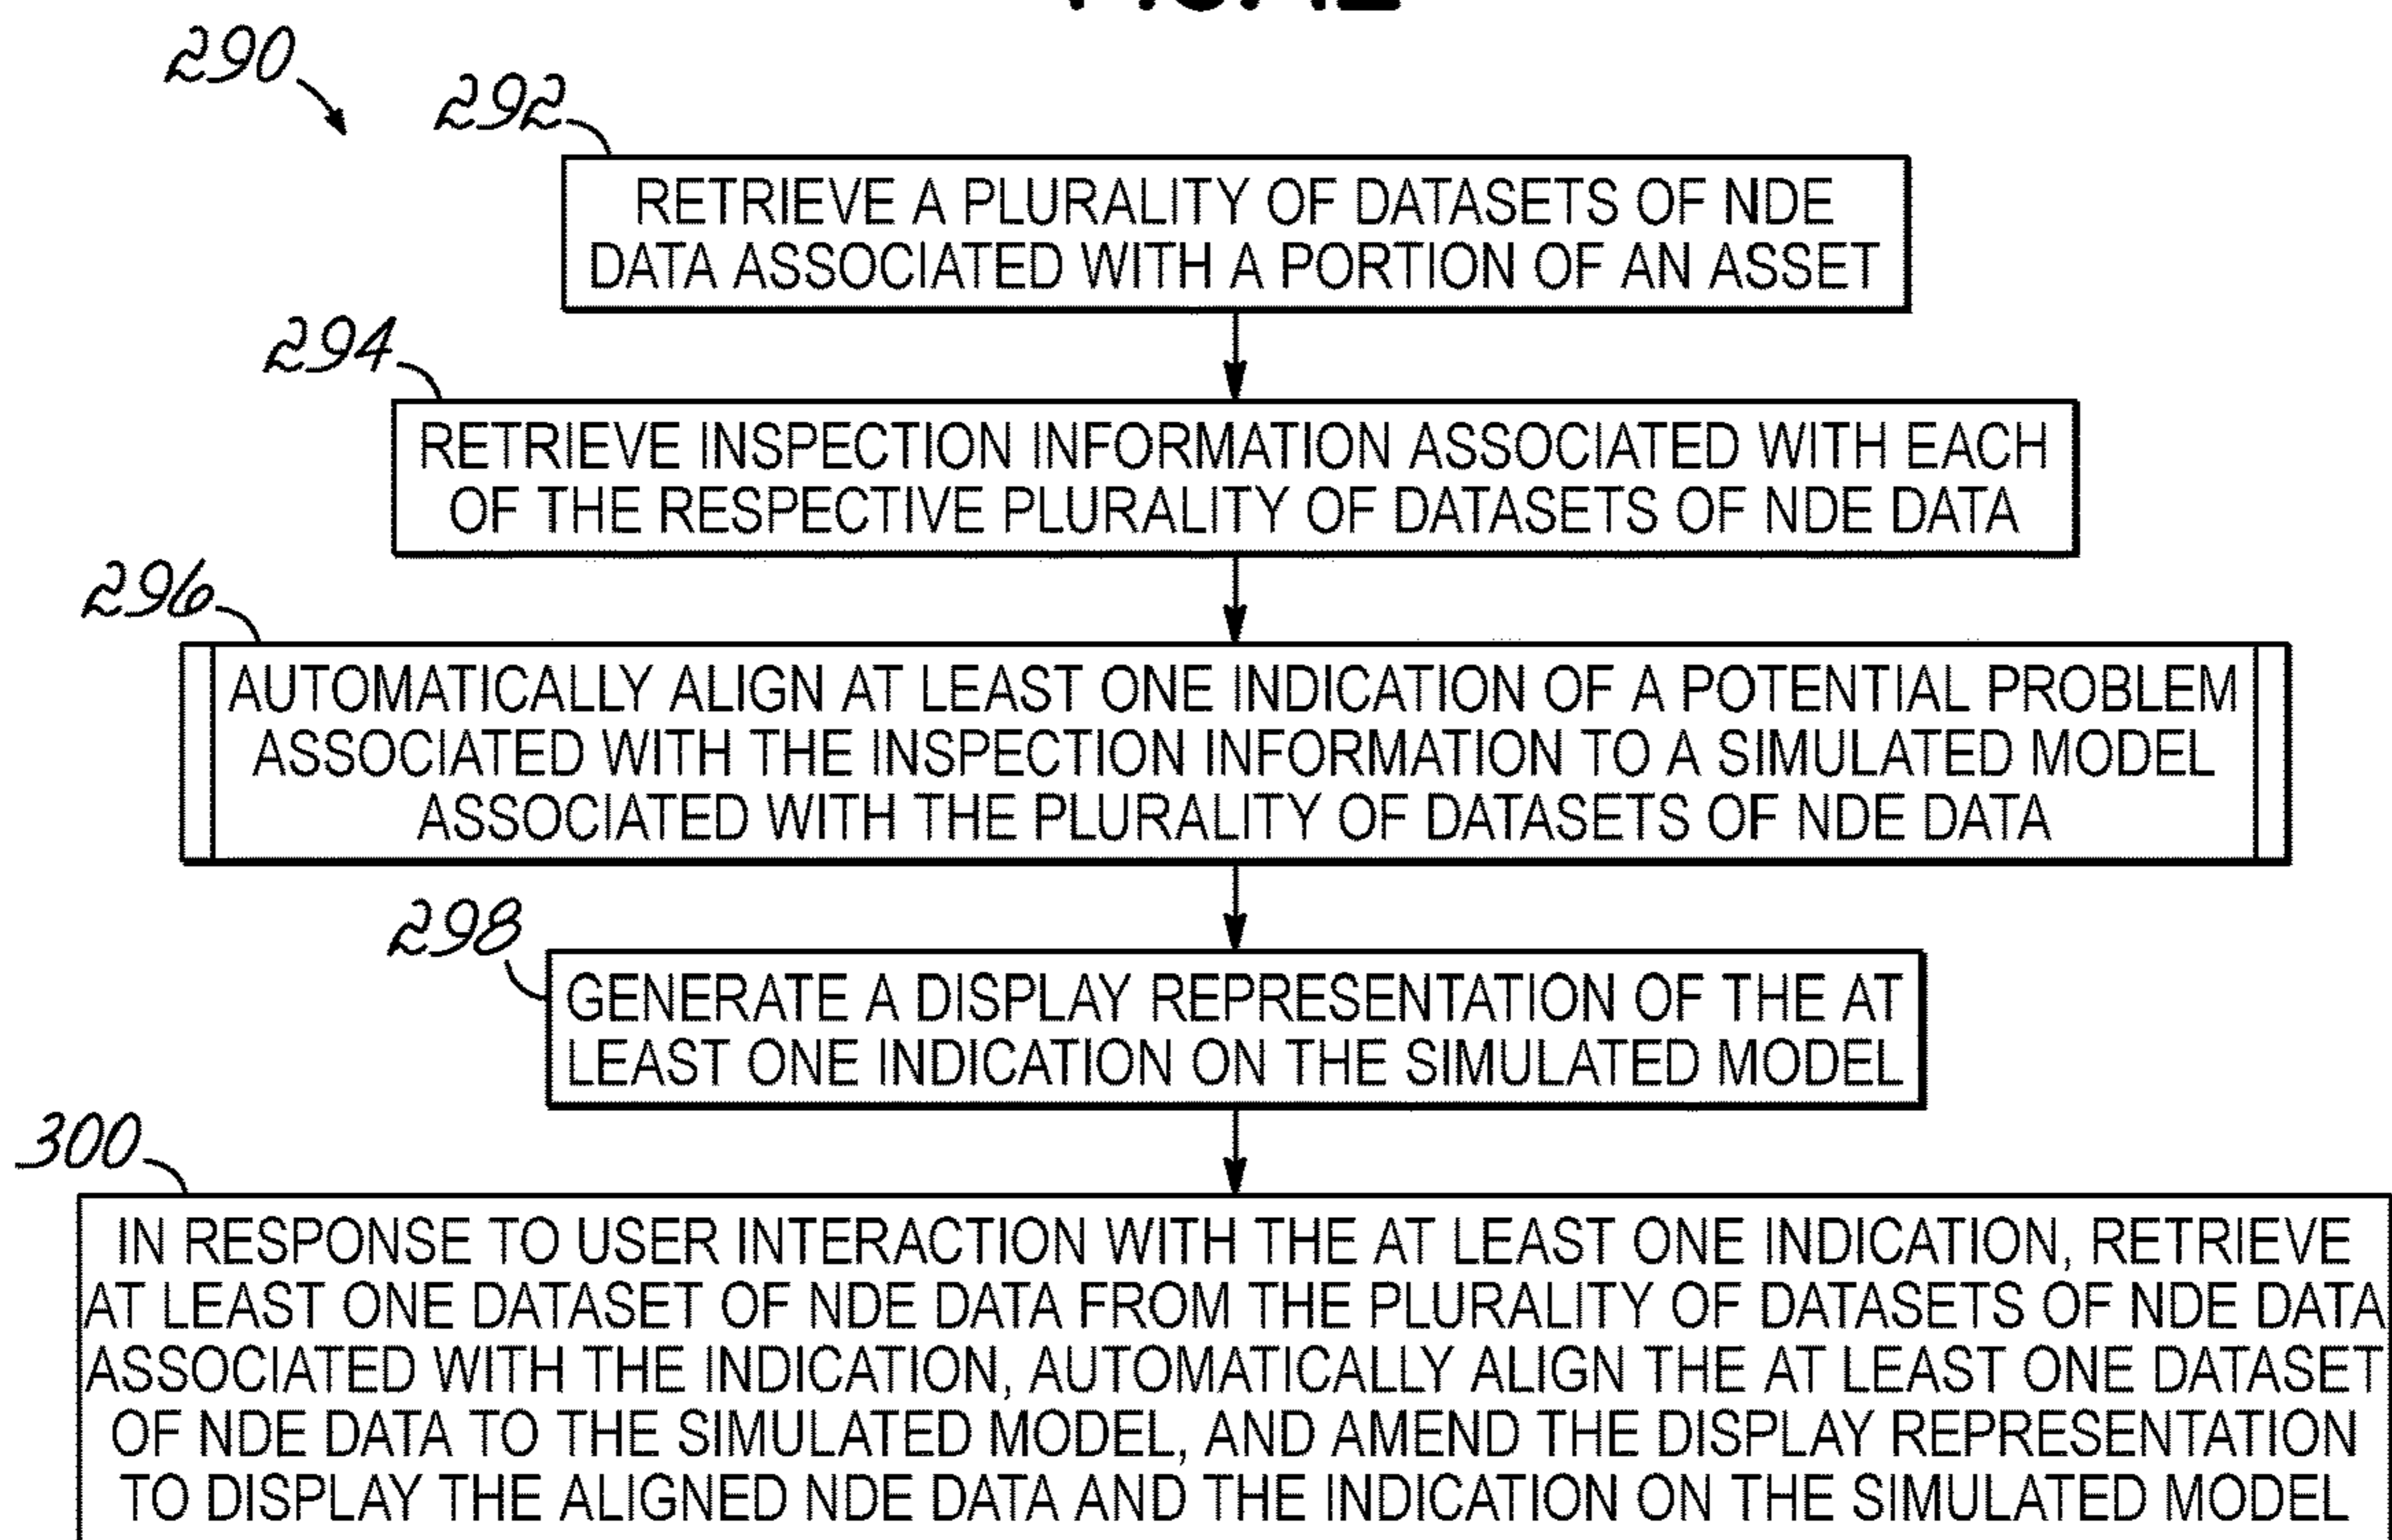 290
292
RETRIEVE A PLURALITY OF DATASETS OF NDE
DATA ASSOCIATED WITH A PORTION OF AN ASSET
294
RETRIEVE INSPECTION INFORMATION ASSOCIATED WITH EACH
OF THE RESPECTIVE PLURALITY OF DATASETS OF NDE DATA
296
AUTOMATICALLY ALIGN AT LEAST ONE INDICATION OF A POTENTIAL PROBLEM
ASSOCIATED WITH THE INSPECTION INFORMATION TO A SIMULATED MODEL
ASSOCIATED WITH THE PLURALITY OF DATASETS OF NDE DATA
298
GENERATE A DISPLAY REPRESENTATION OF THE AT
LEAST ONE INDICATION ON THE SIMULATED MODEL
300
IN RESPONSE TO USER INTERACTION WITH THE AT LEAST ONE INDICATION, RETRIEVE
AT LEAST ONE DATASET OF NDE DATA FROM THE PLURALITY OF DATASETS OF NDE DATA
ASSOCIATED WITH THE INDICATION, AUTOMATICALLY ALIGN THE AT LEAST ONE DATASET
OF NDE DATA TO THE SIMULATED MODEL, AND AMEND THE DISPLAY REPRESENTATION
TO DISPLAY THE ALIGNED NDE DATA AND THE INDICATION ON THE SIMULATED MODEL